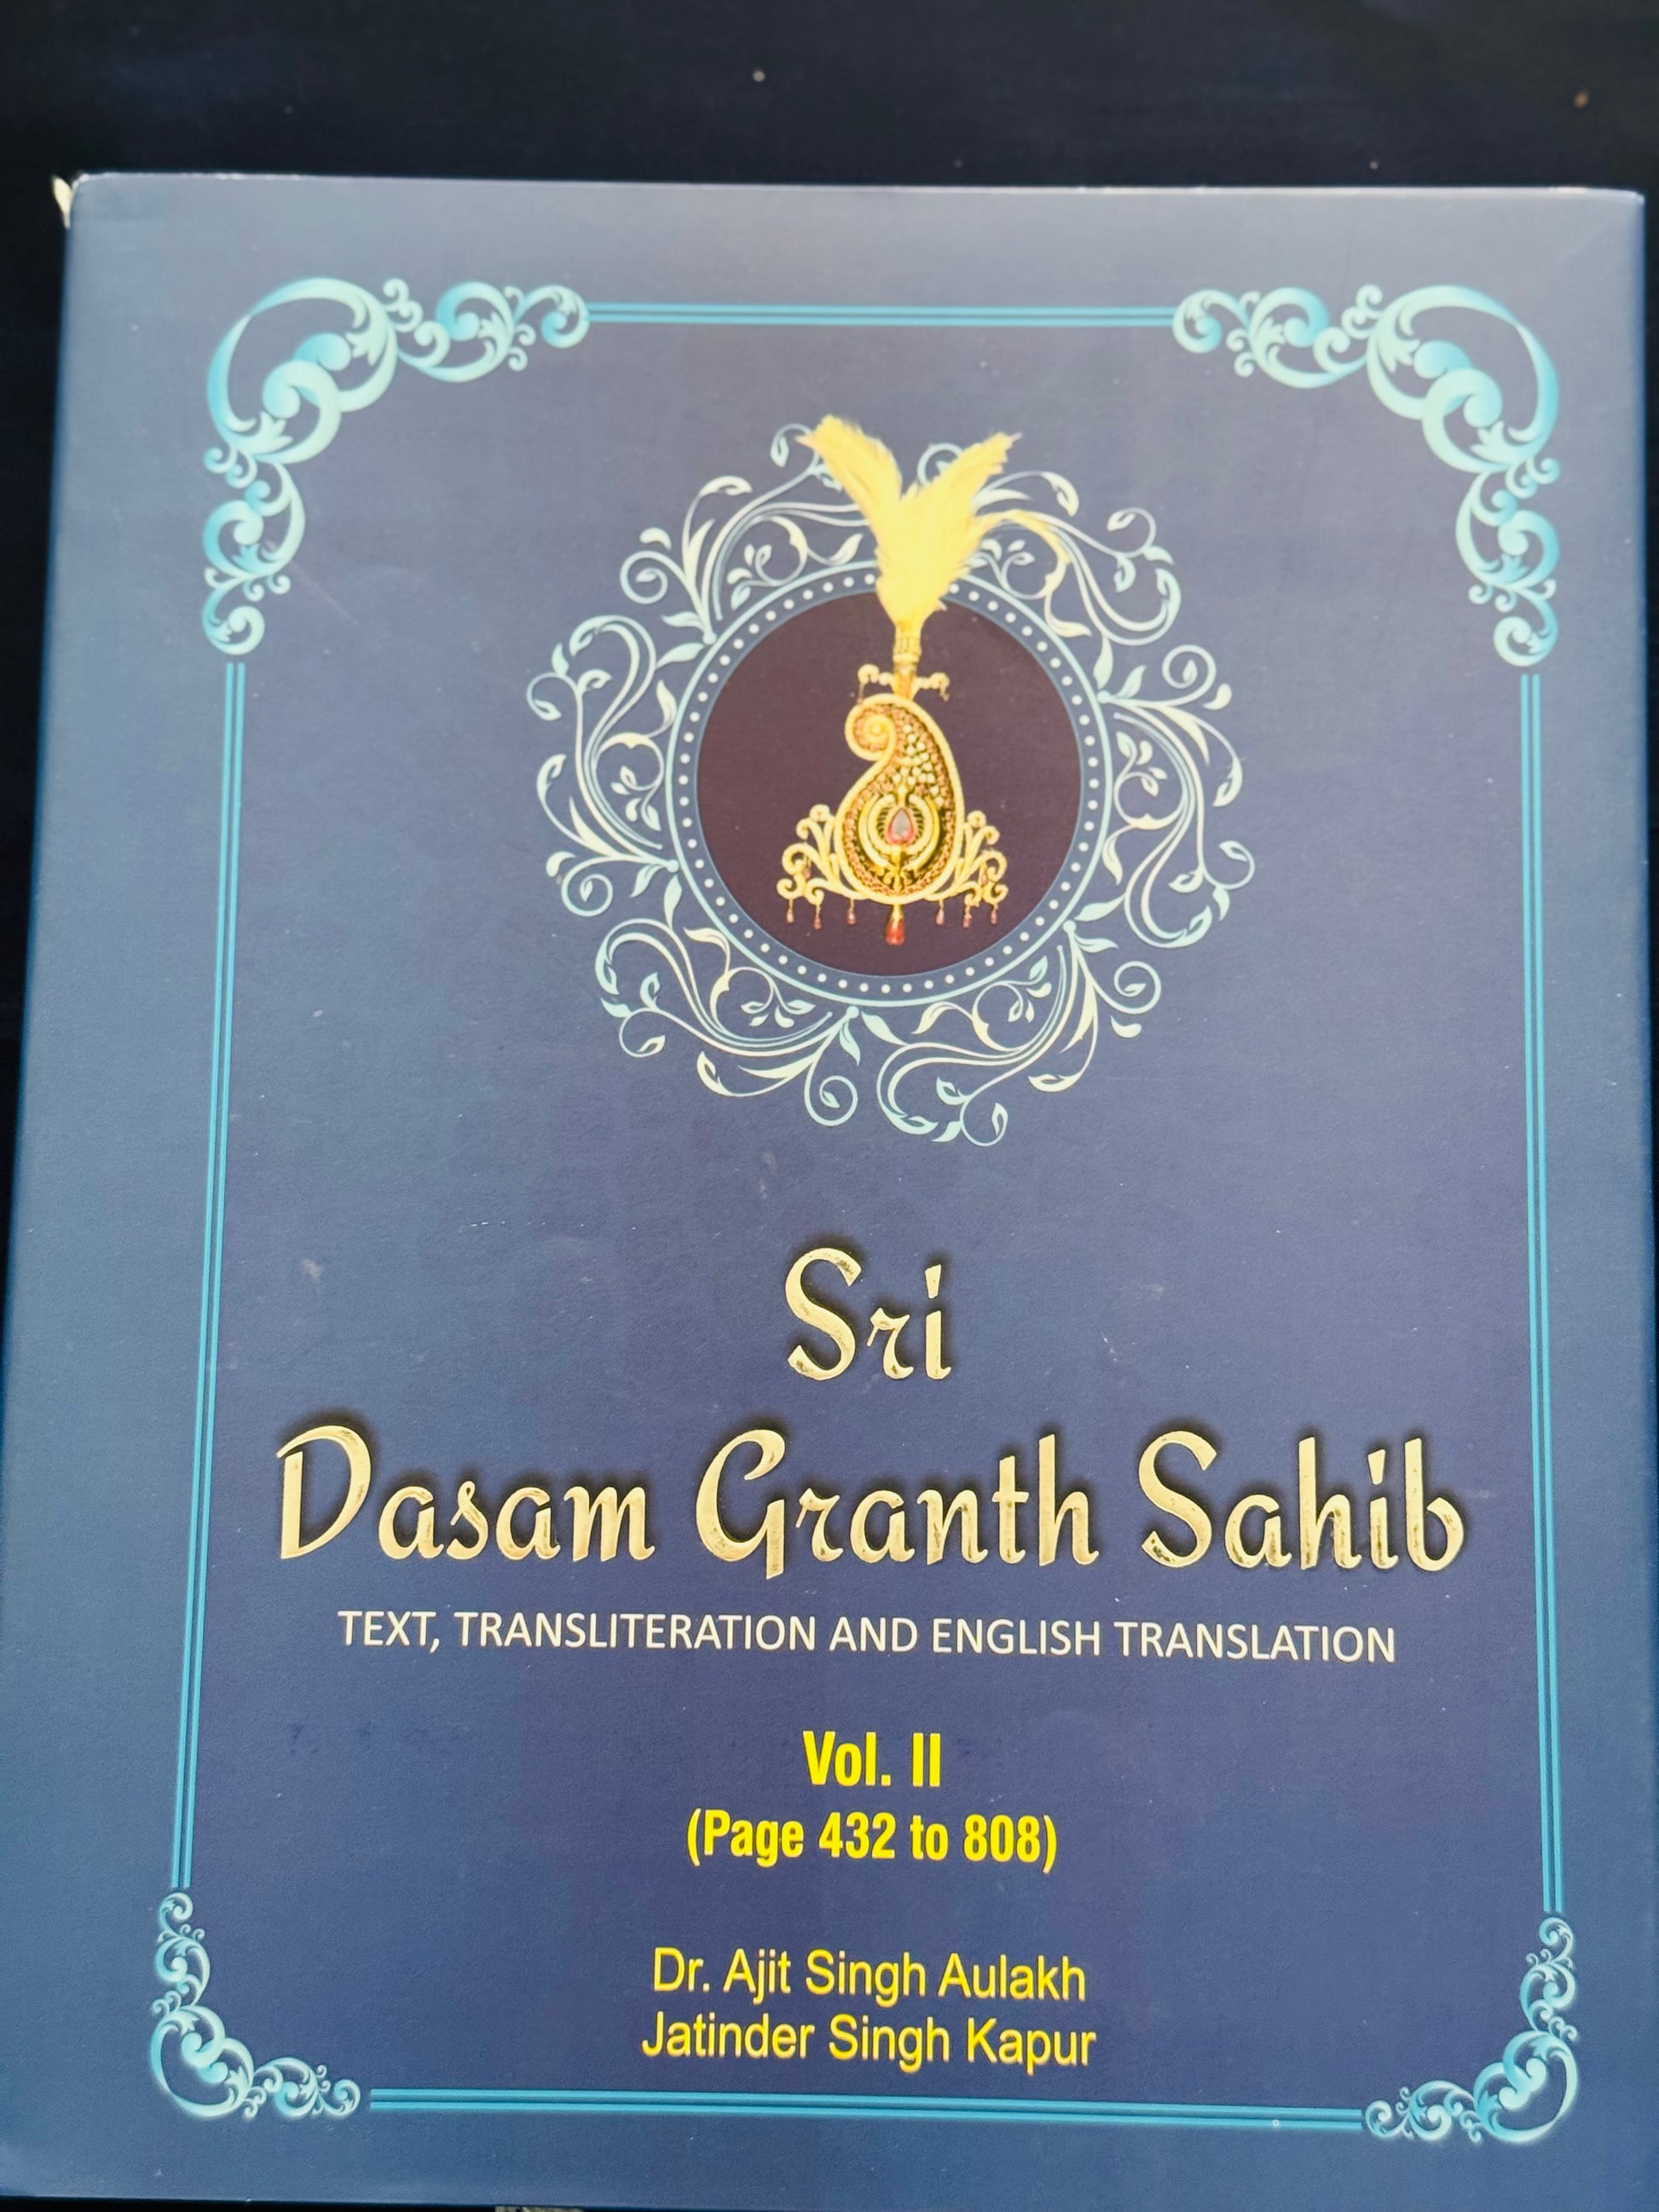 Sri
Dasam Granth Sahib
TEXT, TRANSLITERATION AND ENGLISH TRANSLATION
Vol. II
(Page 432 to 808)
Dr. Ajit Singh Aulakh
Jatinder Singh Kapur